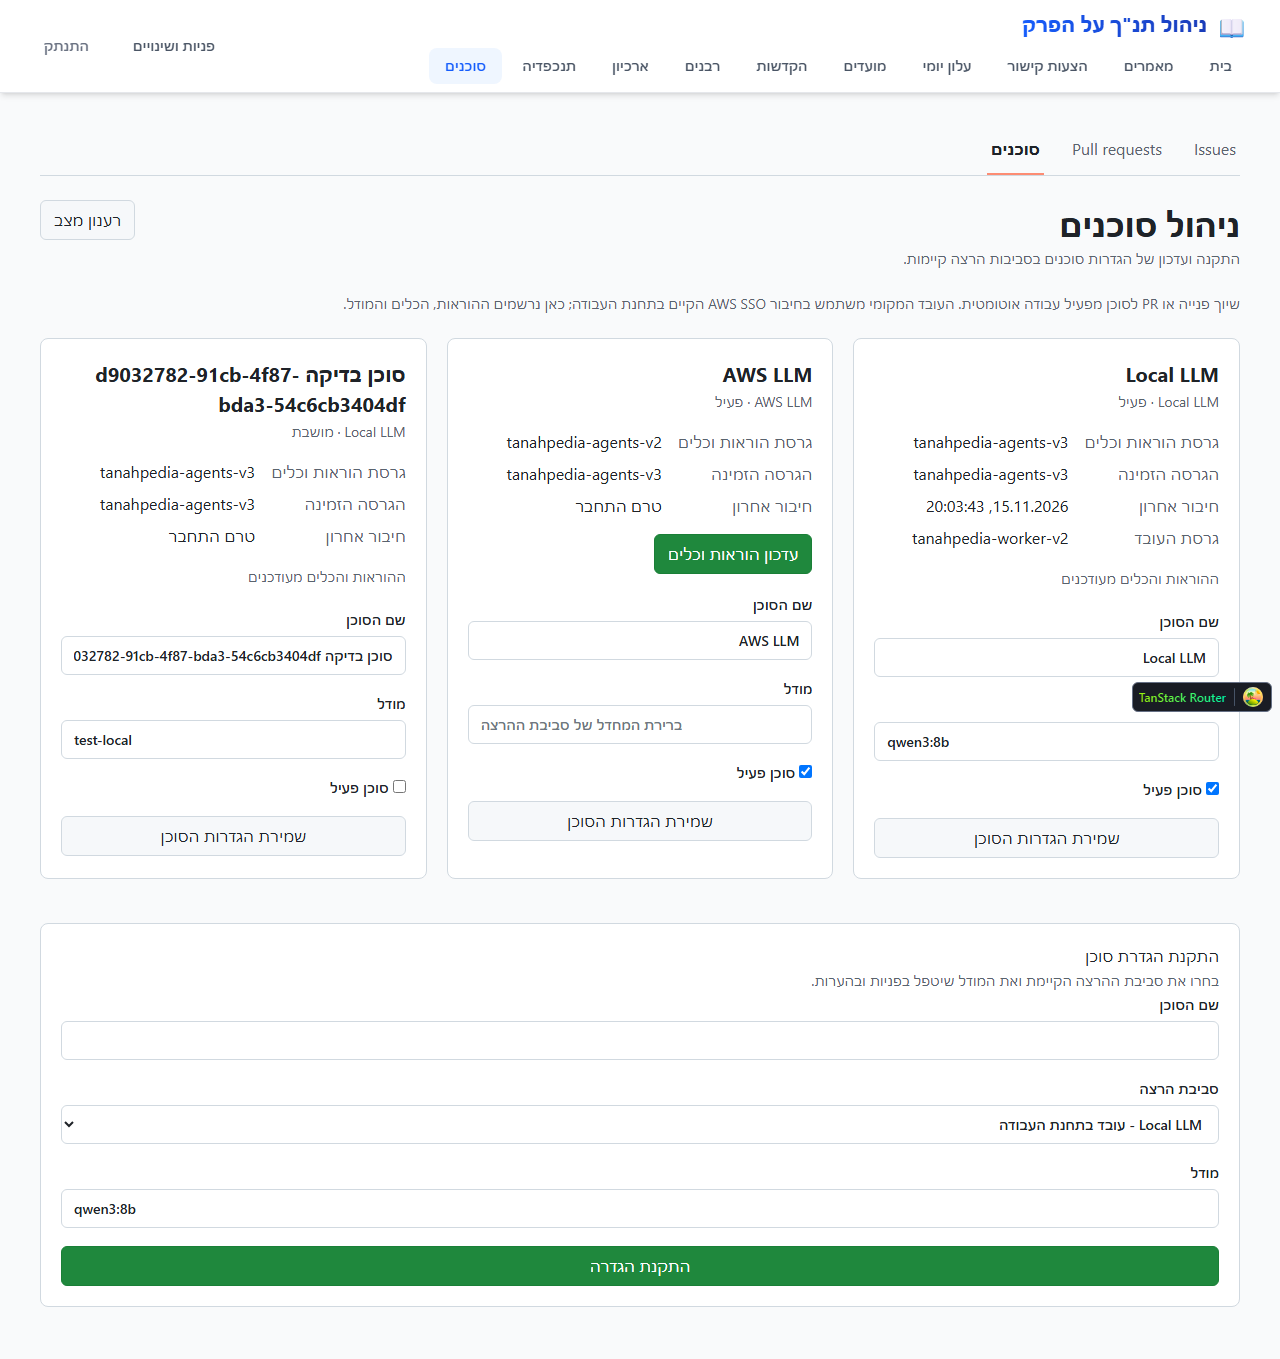 ניהול תנ"ך על הפרק
בית
מאמרים
הצעות קישור
עלון יומי
מועדים
הקדשות
רבנים
ארכיון
תנכפדיה
סוכנים
פניות ושינויים
התנתק
Issues
Pull requests
סוכנים
ניהול סוכנים
רענון מצב
התקנה ועדכון של הגדרות סוכנים בסביבות הרצה קיימות.
שיוך פנייה או PR לסוכן מפעיל עבודה אוטומטית. העובד המקומי משתמש בחיבור AWS SSO הקיים בתחנת העבודה; כאן נרשמים ההוראות, הכלים והמודל.
Local LLM
Local LLM · פעיל
גרסת הוראות וכלים tanahpedia-agents-v3
הגרסה הזמינה tanahpedia-agents-v3
חיבור אחרון 15.11.2026, 20:03:43
גרסת העובד tanahpedia-worker-v2
ההוראות והכלים מעודכנים
שם הסוכן
Local LLM
TanStack Router
qwen3:8b
סוכן פעיל
שמירת הגדרות הסוכן
AWS LLM
AWS LLM · פעיל
גרסת הוראות וכלים tanahpedia-agents-v2
הגרסה הזמינה tanahpedia-agents-v3
חיבור אחרון טרם התחבר
עדכון הוראות וכלים
שם הסוכן
AWS LLM
מודל
ברירת המחדל של סביבת ההרצה
סוכן פעיל
שמירת הגדרות הסוכן
סוכן בדיקה d9032782-91cb-4f87-
bda3-54c6cb3404df
Local LLM · מושבת
גרסת הוראות וכלים tanahpedia-agents-v3
הגרסה הזמינה tanahpedia-agents-v3
חיבור אחרון טרם התחבר
ההוראות והכלים מעודכנים
שם הסוכן
סוכן בדיקה 032782-91cb-4f87-bda3-54c6cb3404df
מודל
test-local
סוכן פעיל
שמירת הגדרות הסוכן
התקנת הגדרת סוכן
בחרו את סביבת ההרצה הקיימת ואת המודל שיטפל בפניות ובהערות.
שם הסוכן
סביבת הרצה
Local LLM - עובד בתחנת העבודה
מודל
qwen3:8b
התקנת הגדרה